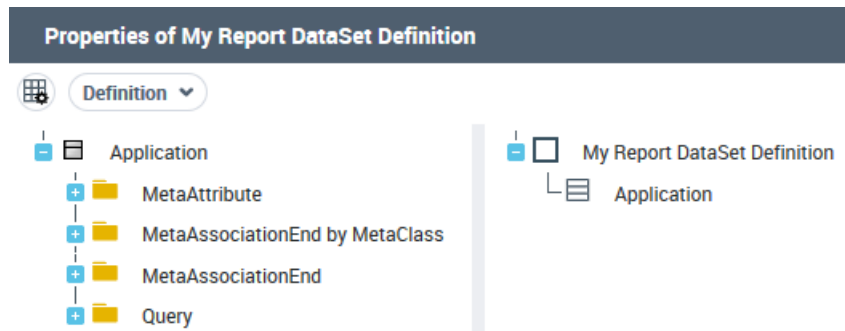 Properties of My Report DataSet Definition
Definition
Application
MetaAttribute
MetaAssociationEnd by MetaClass
MetaAssociationEnd
Query
My Report DataSet Definition
Application